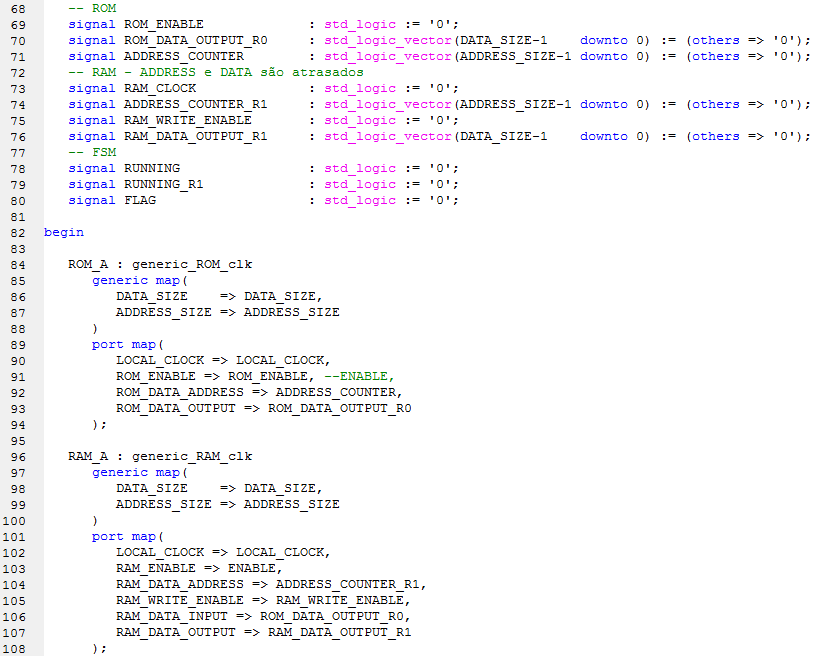 68 -- ROM
69 signal ROM_ENABLE : std_logic := '0';
70 signal ROM_DATA_OUTPUT_R0 : std_logic_vector(DATA_SIZE-1 downto 0) := (others => '0');
71 signal ADDRESS_COUNTER : std_logic_vector(ADDRESS_SIZE-1 downto 0) := (others => '0');
72 -- RAM - ADDRESS e DATA são atrasados
73 signal RAM_CLOCK : std_logic := '0';
74 signal ADDRESS_COUNTER_R1 : std_logic_vector(ADDRESS_SIZE-1 downto 0) := (others => '0');
75 signal RAM_WRITE_ENABLE : std_logic := '0';
76 signal RAM_DATA_OUTPUT_R1 : std_logic_vector(DATA_SIZE-1 downto 0) := (others => '0');
77 -- FSM
78 signal RUNNING : std_logic := '0';
79 signal RUNNING_R1 : std_logic := '0';
80 signal FLAG : std_logic := '0';
81
82 begin
83
84 ROM_A : generic_ROM_clk
85 generic map(
86 DATA_SIZE => DATA_SIZE,
87 ADDRESS_SIZE => ADDRESS_SIZE
88 )
89 port map(
90 LOCAL_CLOCK => LOCAL_CLOCK,
91 ROM_ENABLE => ROM_ENABLE, --ENABLE,
92 ROM_DATA_ADDRESS => ADDRESS_COUNTER,
93 ROM_DATA_OUTPUT => ROM_DATA_OUTPUT_R0
94 );
95
96 RAM_A : generic_RAM_clk
97 generic map(
98 DATA_SIZE => DATA_SIZE,
99 ADDRESS_SIZE => ADDRESS_SIZE
100 )
101 port map(
102 LOCAL_CLOCK => LOCAL_CLOCK,
103 RAM_ENABLE => ENABLE,
104 RAM_DATA_ADDRESS => ADDRESS_COUNTER_R1,
105 RAM_WRITE_ENABLE => RAM_WRITE_ENABLE,
106 RAM_DATA_INPUT => ROM_DATA_OUTPUT_R0,
107 RAM_DATA_OUTPUT => RAM_DATA_OUTPUT_R1
108 );